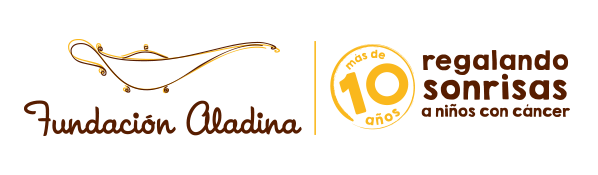 Fundación Aladina
más de
10
años
regalando
sonrisas
a niños con cáncer